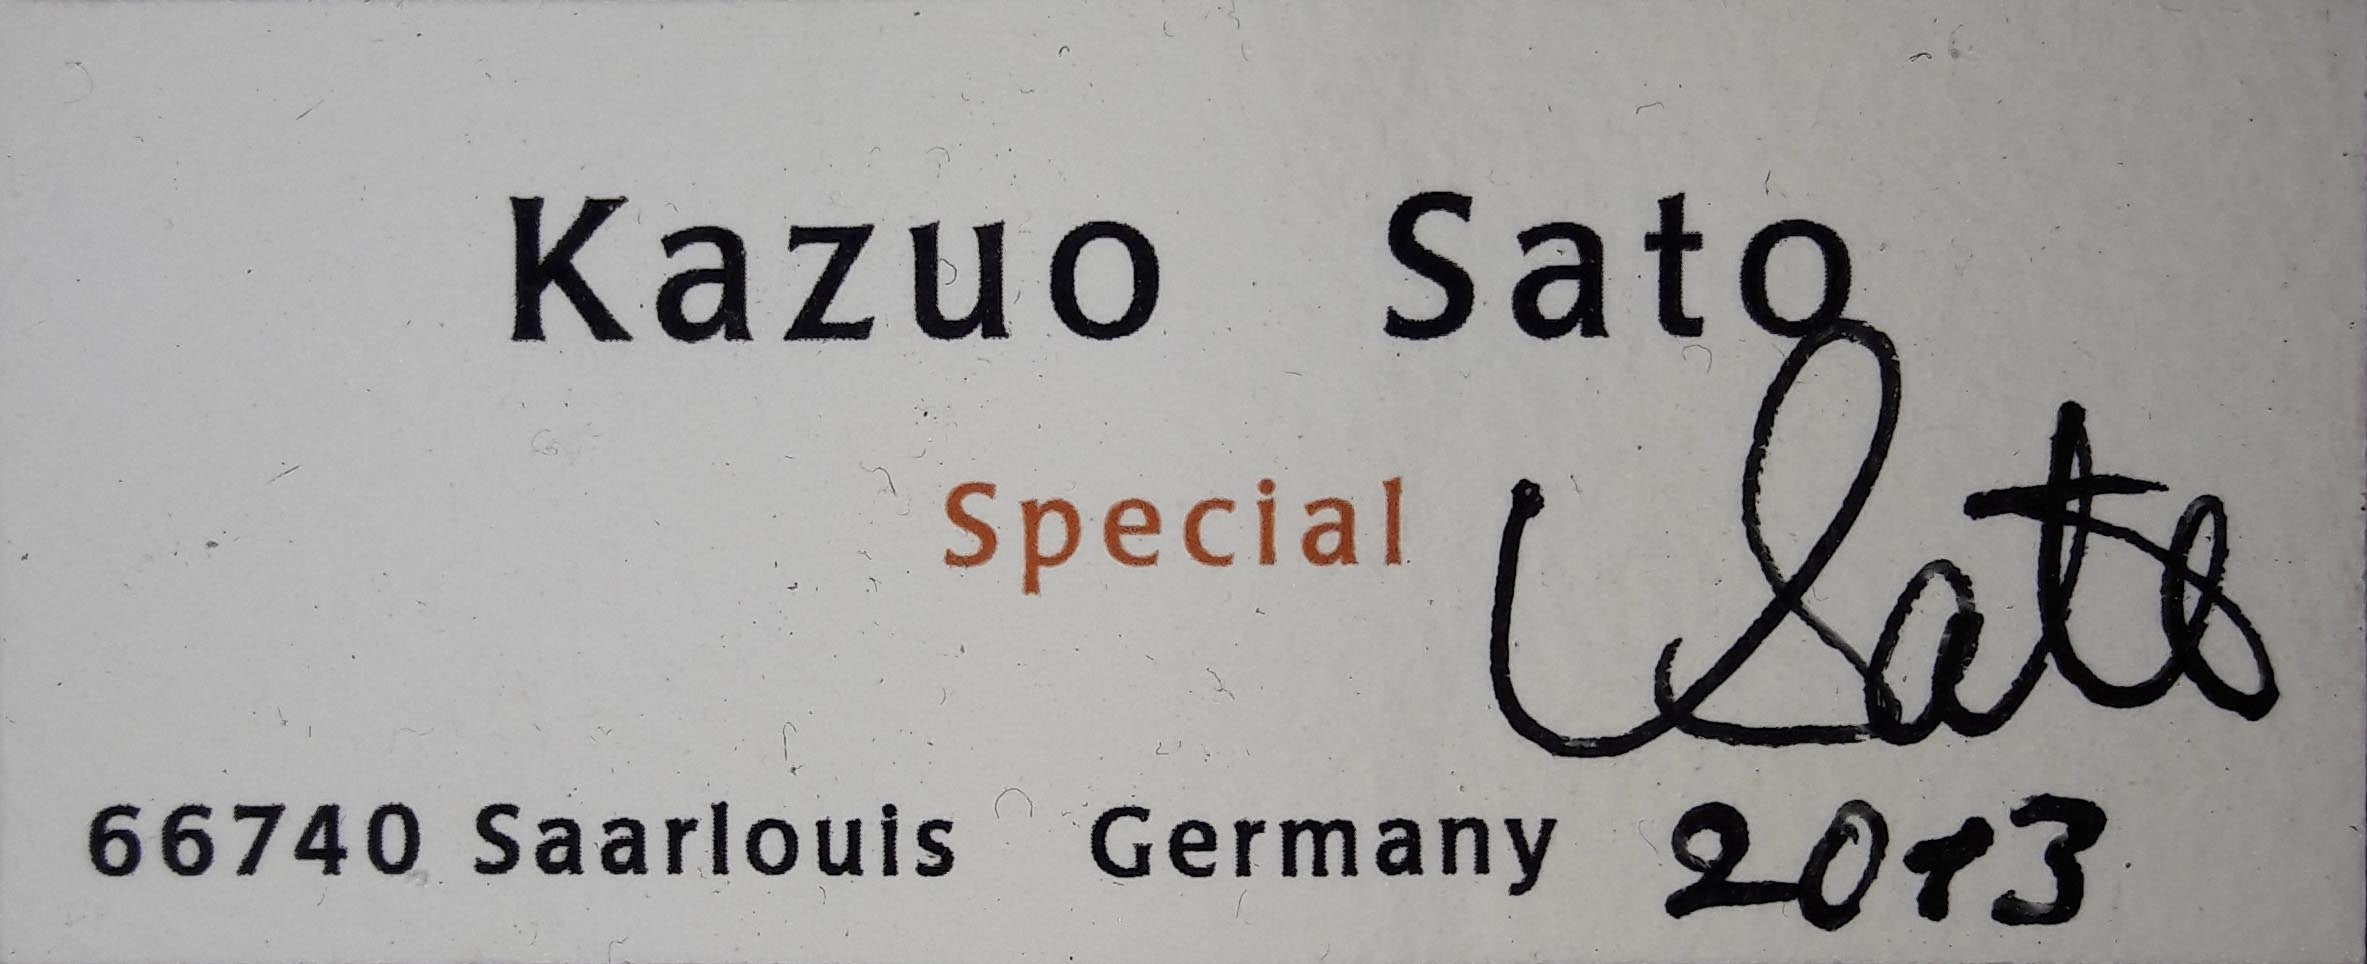 Kazuo Sato
Special
Sato
66740 Saarlouis Germany 2013